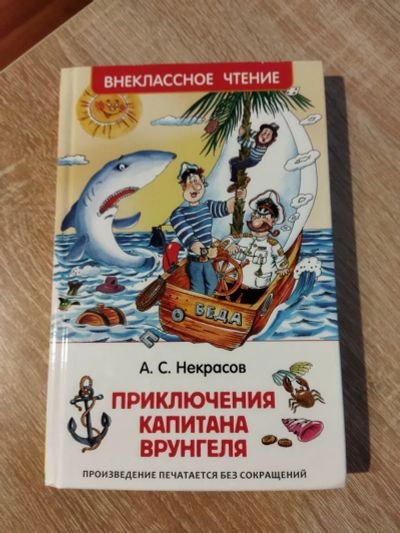 ВНЕКЛАССНОЕ ЧТЕНИЕ
БЕДА
А. С. Некрасов
ПРИКЛЮЧЕНИЯ
КАПИТАНА
ВРУНГЕЛЯ
ПРОИЗВЕДЕНИЕ ПЕЧАТАЕТСЯ БЕЗ СОКРАЩЕНИЙ